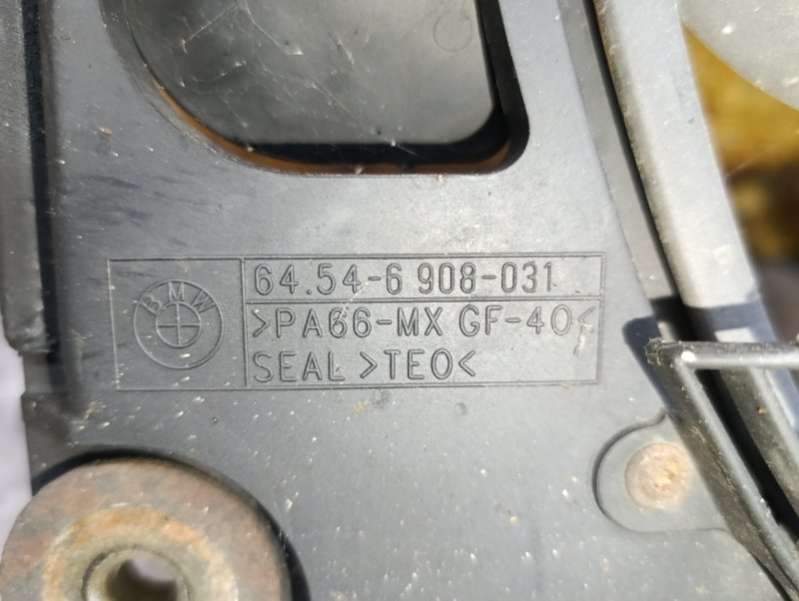 BMW
64.54-6 908-031
>PA66-MX GF-40<
SEAL >TEO<